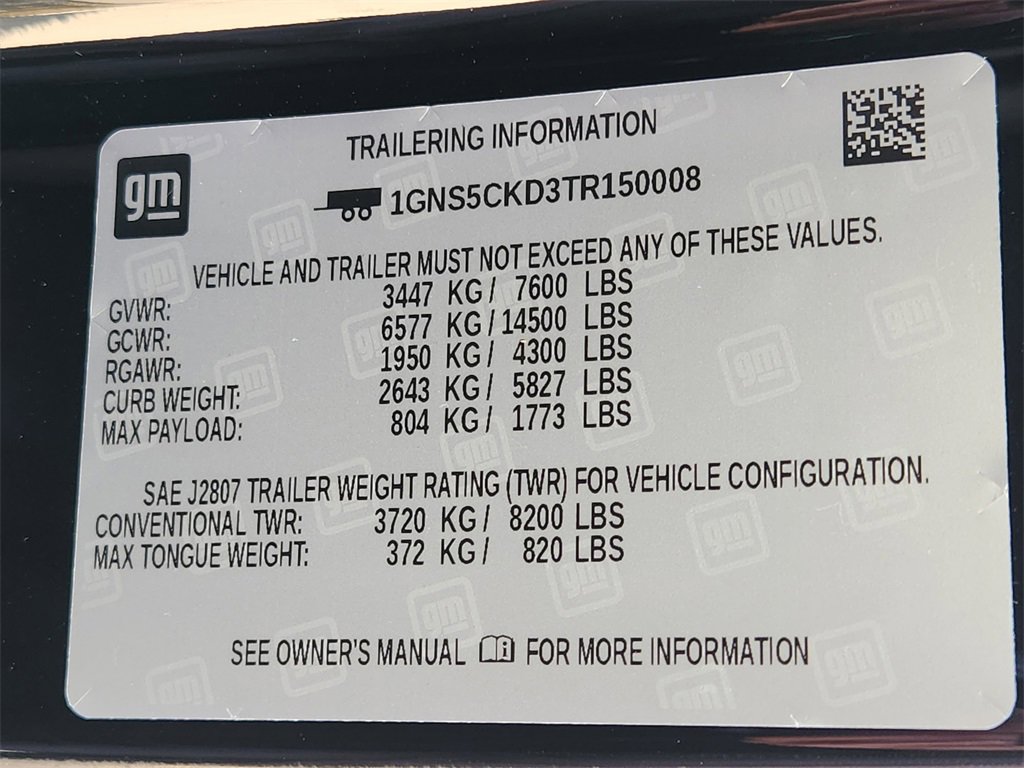 gm
TRAILERING INFORMATION
1GNS5CKD3TR150008
VEHICLE AND TRAILER MUST NOT EXCEED ANY OF THESE VALUES.
GVWR: 3447 KG / 7600 LBS
GCWR: 6577 KG / 14500 LBS
RGAWR: 1950 KG / 4300 LBS
CURB WEIGHT: 2643 KG / 5827 LBS
MAX PAYLOAD: 804 KG / 1773 LBS
SAE J2807 TRAILER WEIGHT RATING (TWR) FOR VEHICLE CONFIGURATION.
CONVENTIONAL TWR: 3720 KG / 8200 LBS
MAX TONGUE WEIGHT: 372 KG / 820 LBS
SEE OWNER'S MANUAL FOR MORE INFORMATION